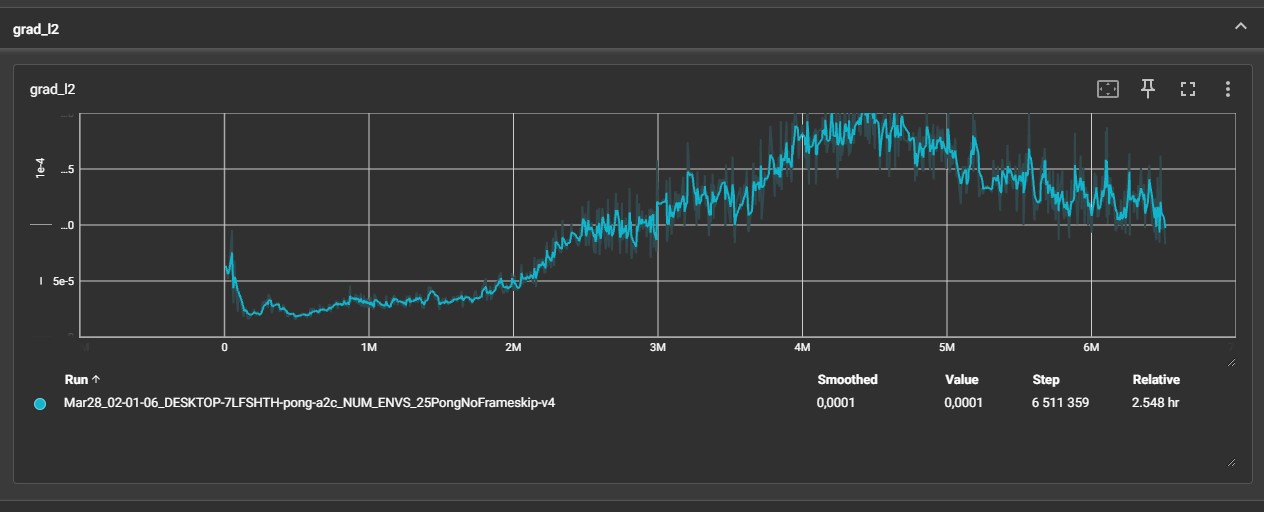 grad_l2
grad_l2
1e-4
...5
...0
5e-5
0 1M 2M 3M 4M 5M 6M
Run ↑ Smoothed Value Step Relative
Mar28_02-01-06_DESKTOP-7LFSHTH-pong-a2c_NUM_ENVS_25PongNoFrameskip-v4 0,0001 0,0001 6 511 359 2.548 hr